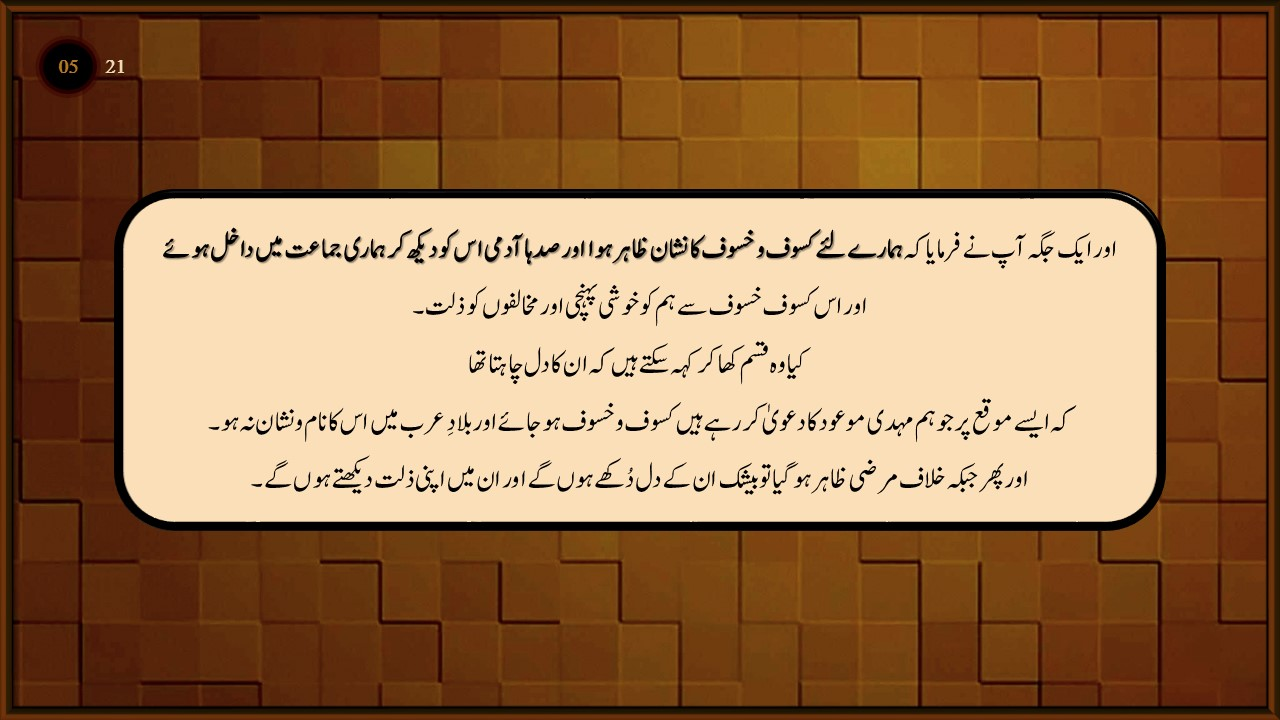 05 21
اور ایک جگہ آپ نے فرمایا کہ ہمارے لئے کسوف و خسوف کا نشان ظاہر ہوا اور صدہا آدمی اس کو دیکھ کر ہماری جماعت میں داخل ہوئے
اور اس کسوف خسوف سے ہم کو خوشی پہنچی اور مخالفوں کو ذلت۔
کیا وہ قسم کھا کر کہہ سکتے ہیں کہ ان کا دل چاہتا تھا
کہ ایسے موقع پر جو ہم مہدی موعود کا دعویٰ کر رہے ہیں کسوف و خسوف ہو جائے اور بلادِ عرب میں اس کا نام و نشان نہ ہو۔
اور پھر جبکہ خلاف مرضی ظاہر ہو گیا تو بیشک ان کے دل دُکھے ہوں گے اور ان میں اپنی ذلت دیکھتے ہوں گے۔